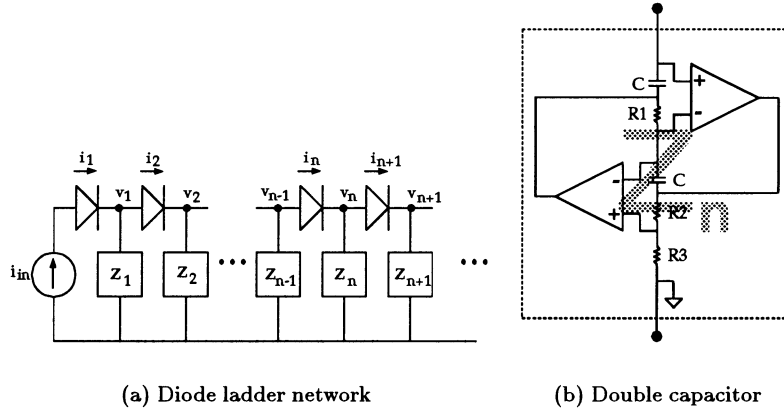 i1 i2 in in+1
v1 v2 vn-1 vn vn+1
iin Z1 Z2 Zn-1 Zn Zn+1
C
R1
+
-
Z
n
-
C
+
R2
R3
(a) Diode ladder network
(b) Double capacitor